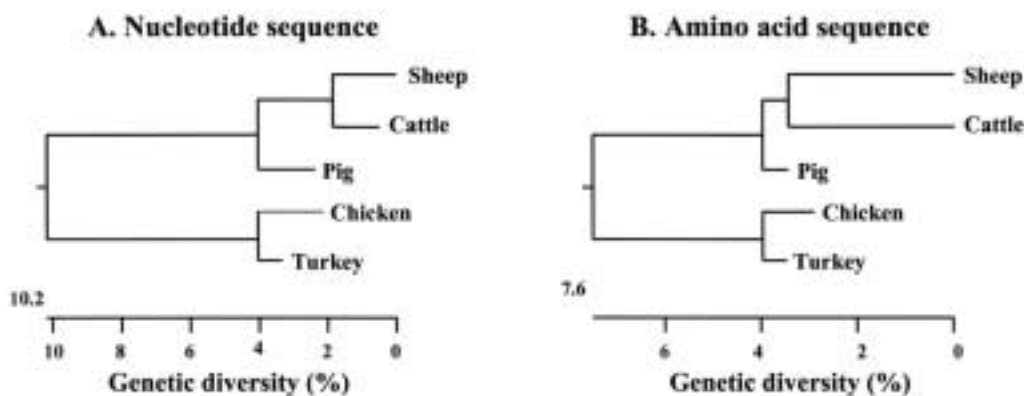 A. Nucleotide sequence
Sheep
Cattle
Pig
Chicken
Turkey
10.2
10 8 6 4 2 0
Genetic diversity (%)
B. Amino acid sequence
Sheep
Cattle
Pig
Chicken
Turkey
7.6
6 4 2 0
Genetic diversity (%)